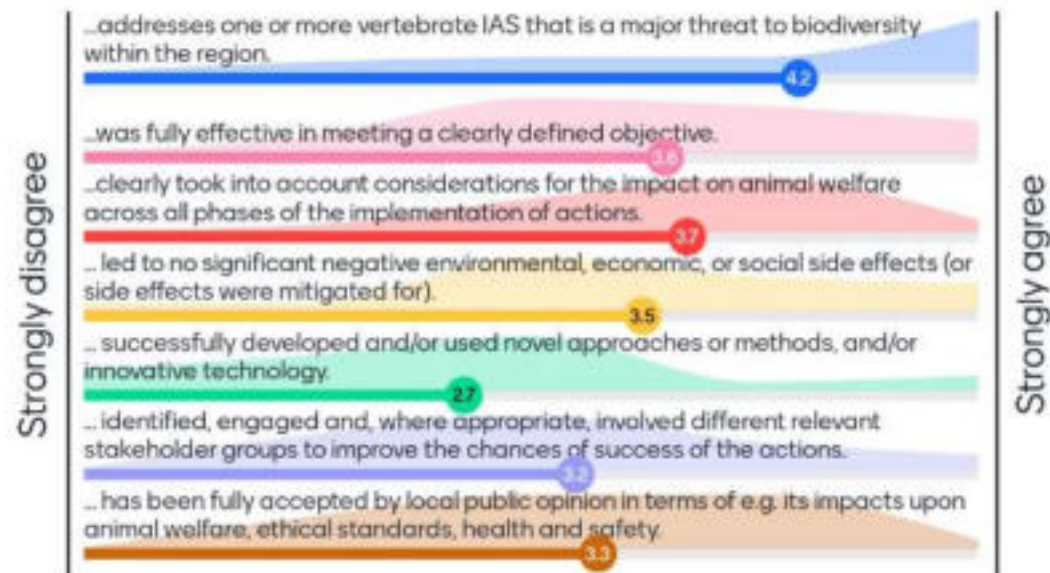 ...addresses one or more vertebrate IAS that is a major threat to biodiversity
within the region.
4.2
...was fully effective in meeting a clearly defined objective.
3.6
...clearly took into account considerations for the impact on animal welfare
across all phases of the implementation of actions.
3.7
... led to no significant negative environmental, economic, or social side effects (or
side effects were mitigated for).
3.5
... successfully developed and/or used novel approaches or methods, and/or
innovative technology.
2.7
... identified, engaged and, where appropriate, involved different relevant
stakeholder groups to improve the chances of success of the actions.
3.2
... has been fully accepted by local public opinion in terms of e.g. its impacts upon
animal welfare, ethical standards, health and safety.
3.3
Strongly disagree
Strongly agree